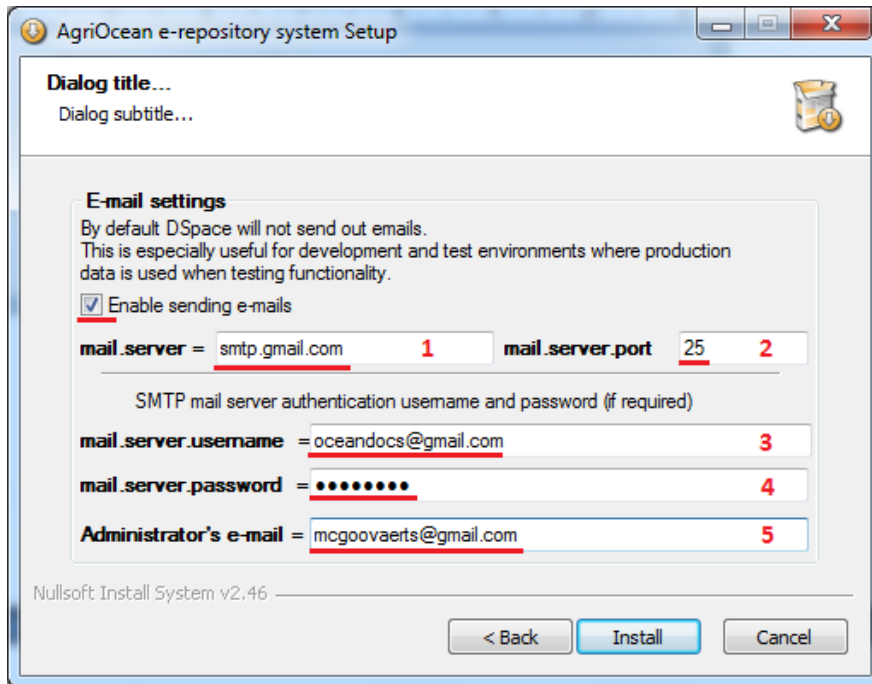 AgriOcean e-repository system Setup
Dialog title...
Dialog subtitle...
E-mail settings
By default DSpace will not send out emails.
This is especially useful for development and test environments where production
data is used when testing functionality.
Enable sending e-mails
mail.server = smtp.gmail.com 1 mail.server.port 25 2
SMTP mail server authentication username and password (if required)
mail.server.username = oceandocs@gmail.com 3
mail.server.password = ●●●●●●●● 4
Administrator's e-mail = mcgoovaerts@gmail.com 5
Nullsoft Install System v2.46
< Back Install Cancel